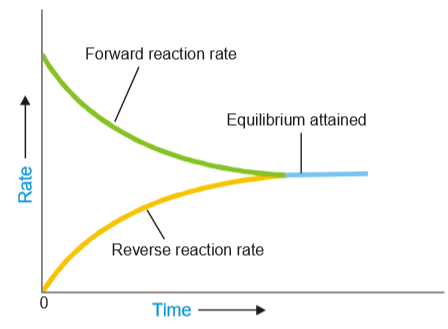 Forward reaction rate
Equilibrium attained
Rate
Reverse reaction rate
0
Time